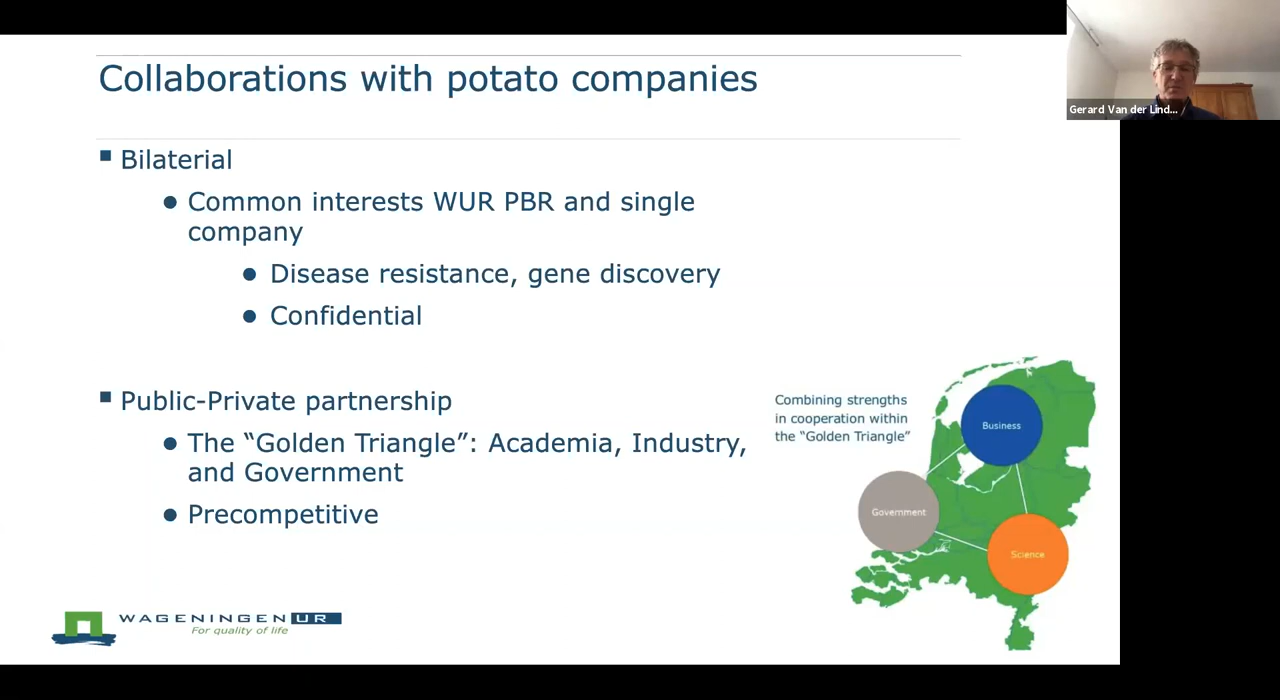 Collaborations with potato companies
Gerard Van der Lind...
Bilaterial
Common interests WUR PBR and single
company
Disease resistance, gene discovery
Confidential
Public-Private partnership
The “Golden Triangle”: Academia, Industry,
and Government
Precompetitive
Combining strengths
in cooperation within
the “Golden Triangle”
Business
Government
Science
WAGENINGEN UR
For quality of life